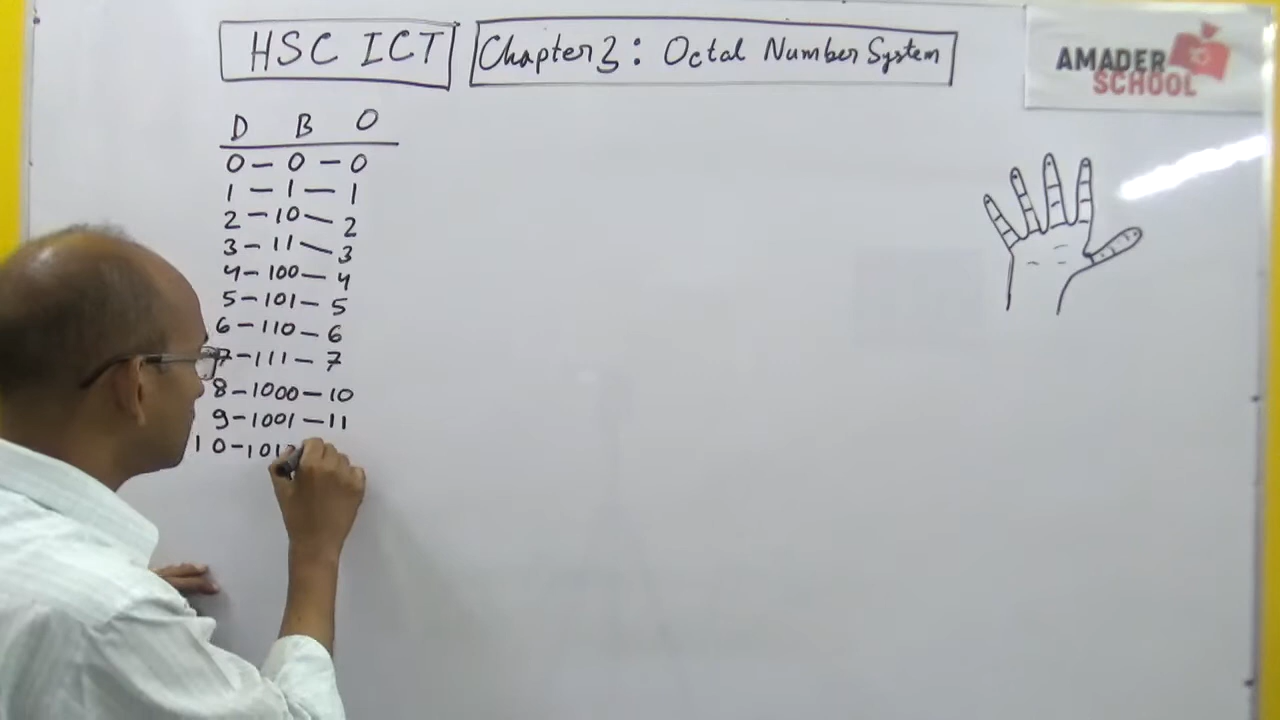 HSC ICT
Chapter 3: Octal Number System
AMADER
SCHOOL
D B O
0 – 0 – 0
1 – 1 – 1
2 – 10 – 2
3 – 11 – 3
4 – 100 – 4
5 – 101 – 5
6 – 110 – 6
7 – 111 – 7
8 – 1000 – 10
9 – 1001 – 11
10 – 101